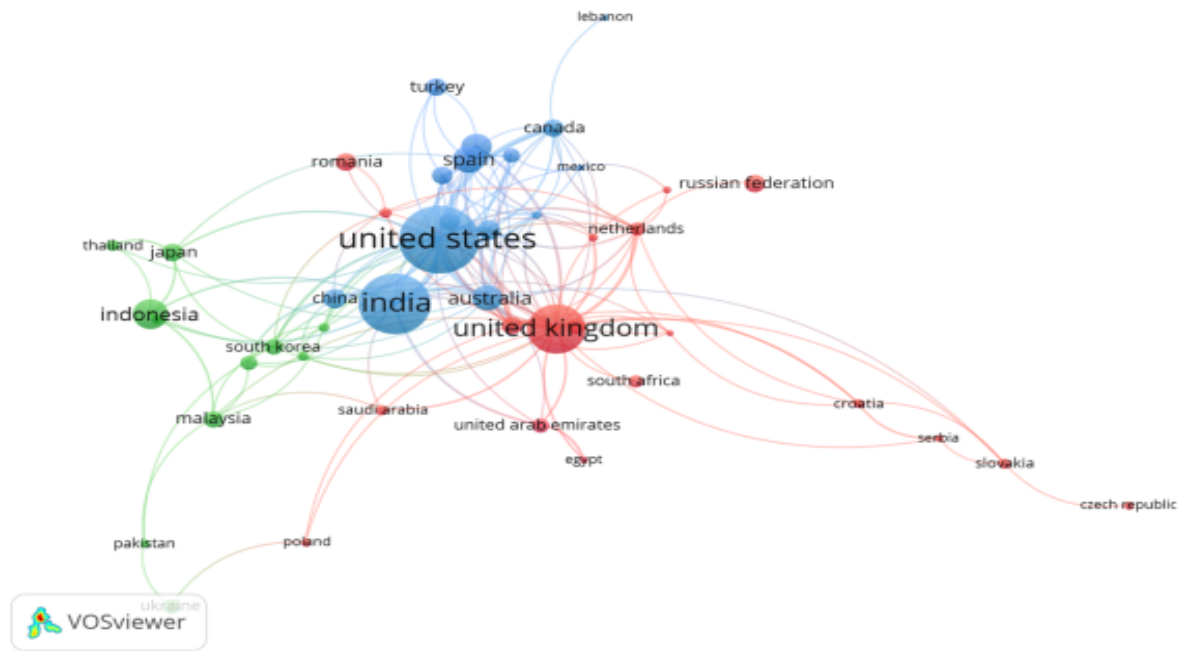 lebanon
turkey
canada
romania
spain
mexico
russian federation
netherlands
united states
thailand
japan
china
india
australia
indonesia
united kingdom
south korea
south africa
malaysia
saudi arabia
croatia
united arab emirates
serbia
egypt
slovakia
czech republic
pakistan
poland
ukraine
VOSviewer